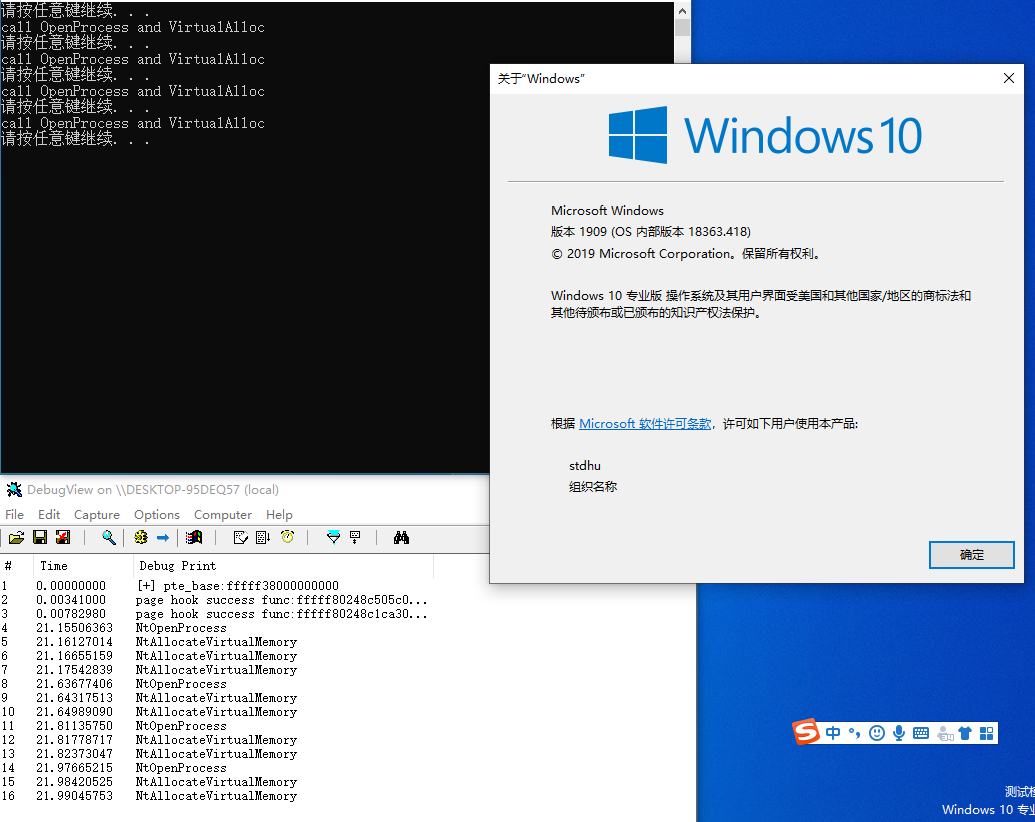 请按任意键继续. . .
call OpenProcess and VirtualAlloc
请按任意键继续. . .
call OpenProcess and VirtualAlloc
请按任意键继续. . .
call OpenProcess and VirtualAlloc
请按任意键继续. . .
call OpenProcess and VirtualAlloc
请按任意键继续. . .
关于“Windows”
Windows 10
Microsoft Windows
版本 1909 (OS 内部版本 18363.418)
© 2019 Microsoft Corporation。保留所有权利。
Windows 10 专业版 操作系统及其用户界面受美国和其他国家/地区的商标法和
其他待颁布或已颁布的知识产权法保护。
根据 Microsoft 软件许可条款，许可如下用户使用本产品:
stdhu
组织名称
确定
DebugView on \\DESKTOP-95DEQ57 (local)
File Edit Capture Options Computer Help
# Time Debug Print
1 0.00000000 [+] pte_base:fffff38000000000
2 0.00341000 page hook success func:fffff80248c505c0...
3 0.00782980 page hook success func:fffff80248c1ca30...
4 21.15506363 NtOpenProcess
5 21.16127014 NtAllocateVirtualMemory
6 21.16655159 NtAllocateVirtualMemory
7 21.17542839 NtAllocateVirtualMemory
8 21.63677406 NtOpenProcess
9 21.64317513 NtAllocateVirtualMemory
10 21.64989090 NtAllocateVirtualMemory
11 21.81135750 NtOpenProcess
12 21.81778717 NtAllocateVirtualMemory
13 21.82373047 NtAllocateVirtualMemory
14 21.97665215 NtOpenProcess
15 21.98420525 NtAllocateVirtualMemory
16 21.99045753 NtAllocateVirtualMemory
S 中
测试
Windows 10 专